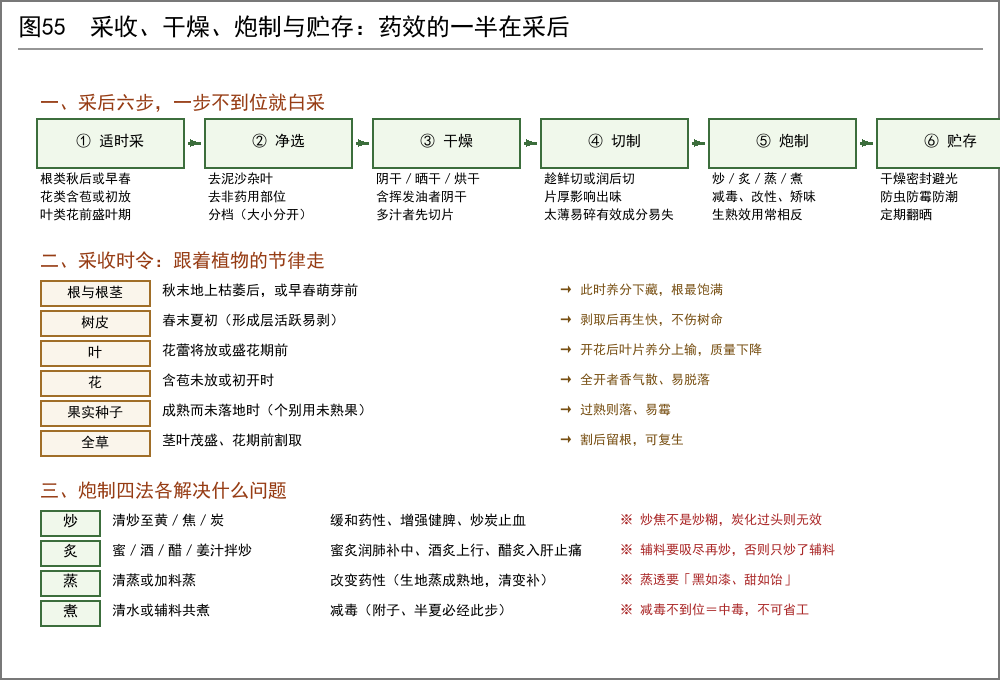 图55　采收、干燥、炮制与贮存：药效的一半在采后
一、采后六步，一步不到位就白采
① 适时采
② 净选
③ 干燥
④ 切制
⑤ 炮制
⑥ 贮存
根类秋后或早春
花类含苞或初放
叶类花前盛叶期
去泥沙杂叶
去非药用部位
分档（大小分开）
阴干 / 晒干 / 烘干
含挥发油者阴干
多汁者先切片
趁鲜切或润后切
片厚影响出味
太薄易碎有效成分易失
炒 / 炙 / 蒸 / 煮
减毒、改性、矫味
生熟效用常相反
干燥密封避光
防虫防霉防潮
定期翻晒
二、采收时令：跟着植物的节律走
根与根茎 秋末地上枯萎后，或早春萌芽前 → 此时养分下藏，根最饱满
树皮 春末夏初（形成层活跃易剥） → 剥取后再生快，不伤树命
叶 花蕾将放或盛花期前 → 开花后叶片养分上输，质量下降
花 含苞未放或初开时 → 全开者香气散、易脱落
果实种子 成熟而未落地时（个别用未熟果） → 过熟则落、易霉
全草 茎叶茂盛、花期前割取 → 割后留根，可复生
三、炮制四法各解决什么问题
炒 清炒至黄 / 焦 / 炭 缓和药性、增强健脾、炒炭止血 ※ 炒焦不是炒糊，炭化过头则无效
炙 蜜 / 酒 / 醋 / 姜汁拌炒 蜜炙润肺补中、酒炙上行、醋炙入肝止痛 ※ 辅料要吸尽再炒，否则只炒了辅料
蒸 清蒸或加料蒸 改变药性（生地蒸成熟地，清变补） ※ 蒸透要「黑如漆、甜如饴」
煮 清水或辅料共煮 减毒（附子、半夏必经此步） ※ 减毒不到位＝中毒，不可省工